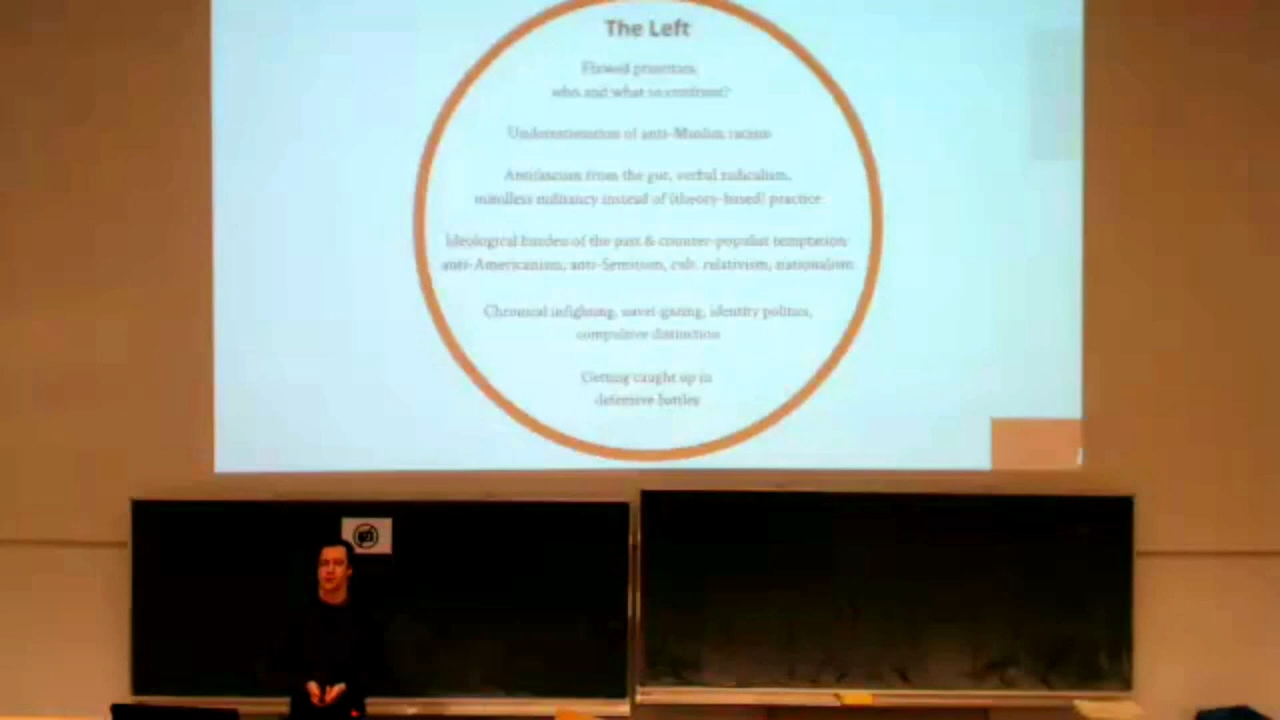 The Left
Flawed priorities,
who and what to confront?
Underestimation of anti-Muslim racism
Antifascism from the gut, verbal radicalism,
mindless militancy instead of (theory-based) practice
Ideological burden of the past & counter-populist temptation
anti-Americanism, anti-Semitism, cult. relativism, nationalism
Chronical infighting, navel-gazing, identity politics,
compulsive distinction
Getting caught up in
defensive battles